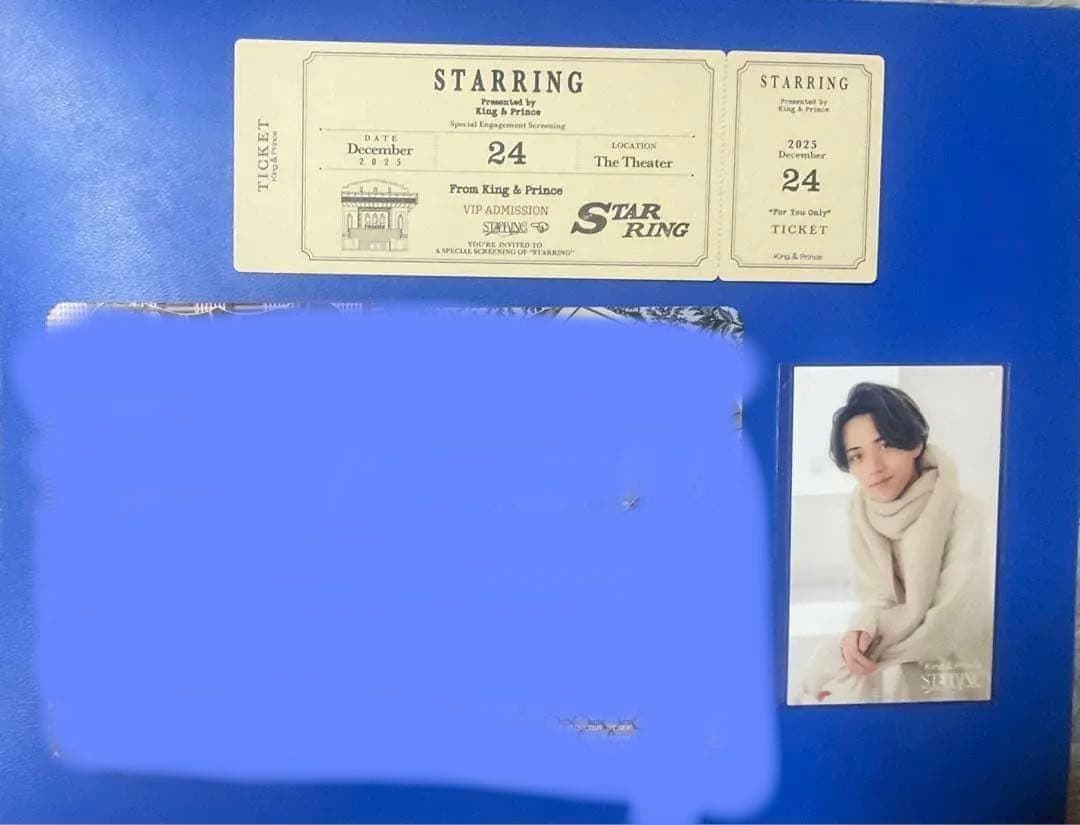 TICKET
King & Prince
STARRING
Presented by
King & Prince
Special Engagement Screening
DATE
December
2025
24
LOCATION
The Theater
From King & Prince
VIP ADMISSION
STARRING
YOU'RE INVITED TO
A SPECIAL SCREENING OF "STARRING"
STAR
RING
STARRING
Presented by
King & Prince
2025
December
24
"For You Only"
TICKET
King & Prince
King & Prince
STARRING